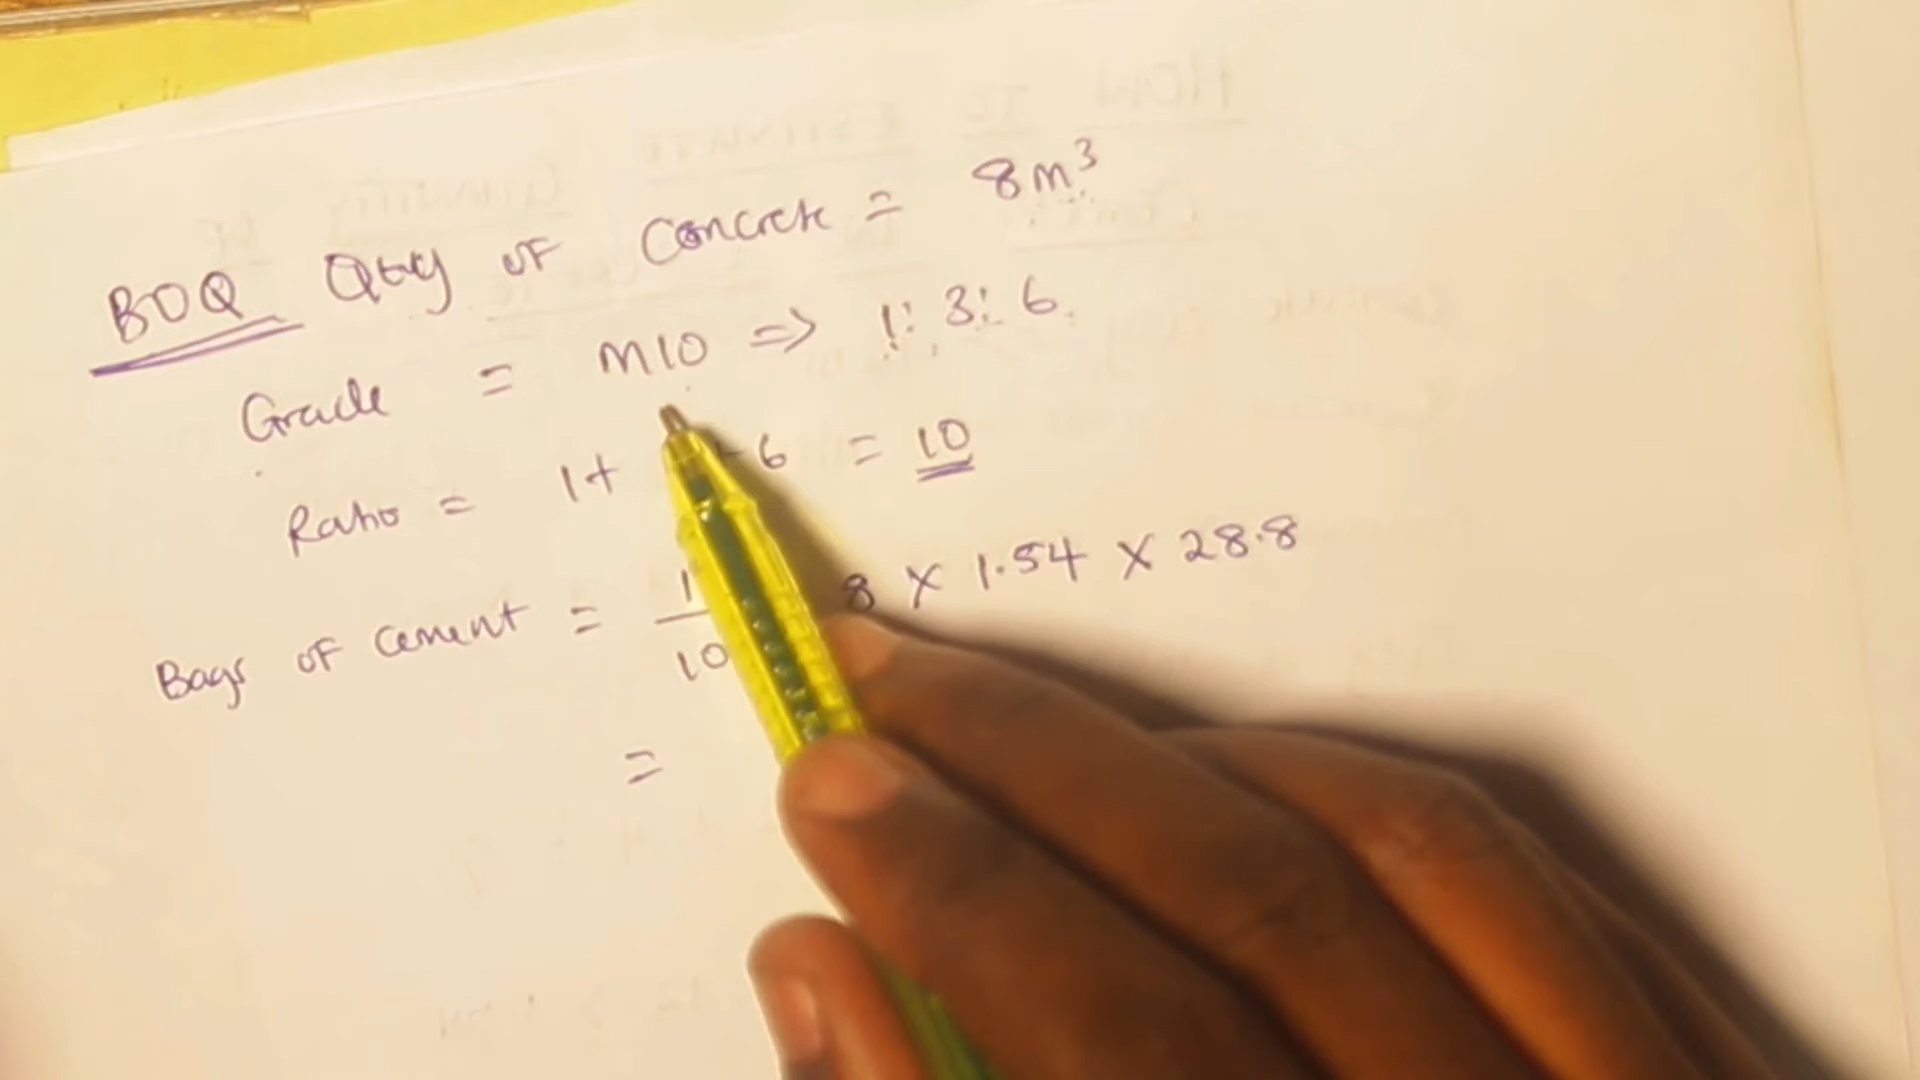 BOQ Qty of Concrete = 8m³
Grade = M10 => 1:3:6
Ratio = 1+ 6 = 10
Bags of Cement = 1/10 8 X 1.54 X 28.8
=